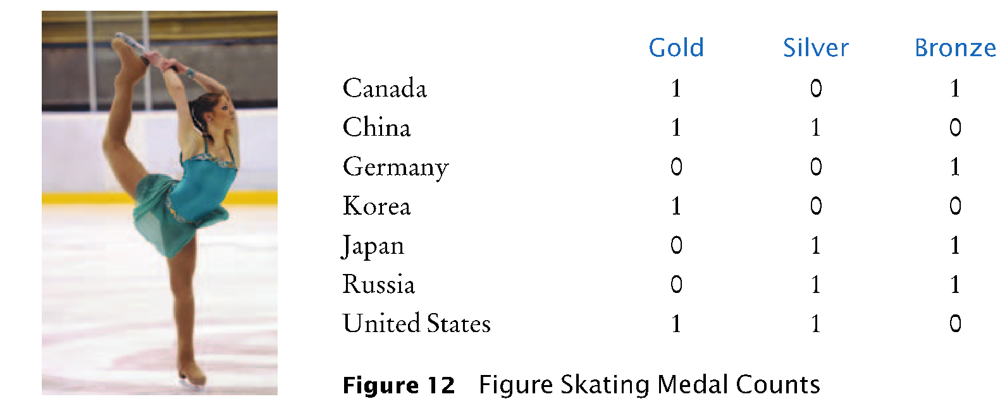 Gold Silver Bronze
Canada 1 0 1
China 1 1 0
Germany 0 0 1
Korea 1 0 0
Japan 0 1 1
Russia 0 1 1
United States 1 1 0
Figure 12 Figure Skating Medal Counts